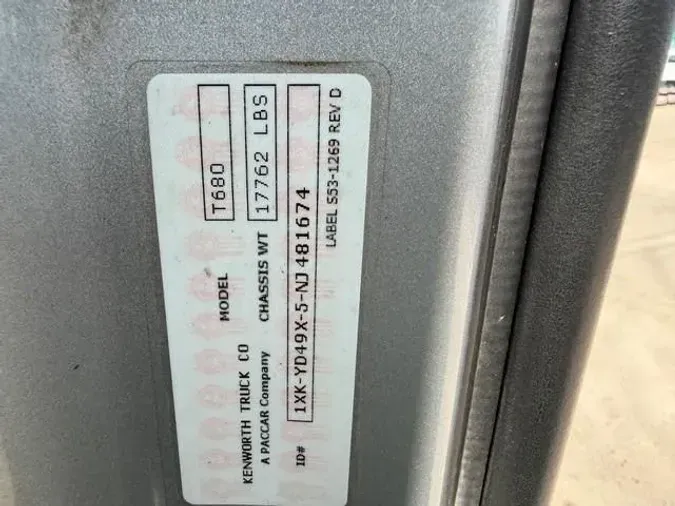 KENWORTH TRUCK CO MODEL T680
A PACCAR Company CHASSIS WT 17762 LBS
ID# 1XK-YD49X-5-NJ481674
LABEL S53-1269 REV D